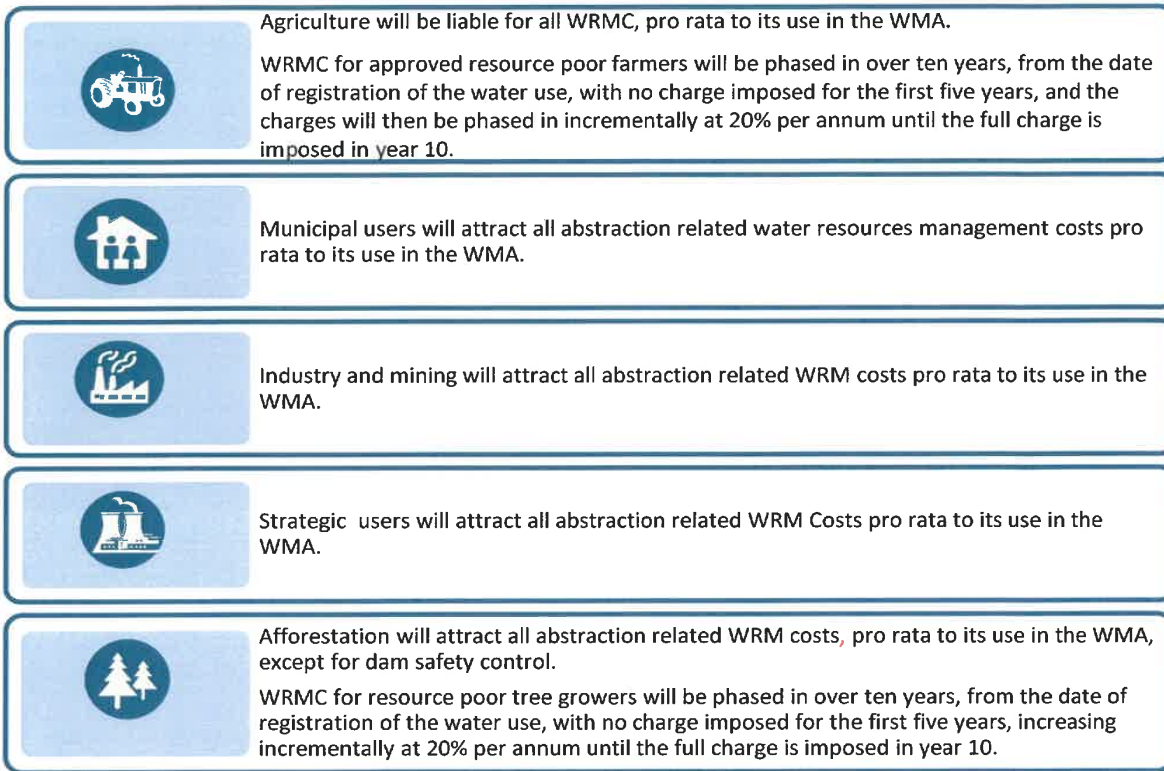 Agriculture will be liable for all WRMC, pro rata to its use in the WMA.
WRMC for approved resource poor farmers will be phased in over ten years, from the date
of registration of the water use, with no charge imposed for the first five years, and the
charges will then be phased in incrementally at 20% per annum until the full charge is
imposed in year 10.
Municipal users will attract all abstraction related water resources management costs pro
rata to its use in the WMA.
Industry and mining will attract all abstraction related WRM costs pro rata to its use in the
WMA.
Strategic users will attract all abstraction related WRM Costs pro rata to its use in the
WMA.
Afforestation will attract all abstraction related WRM costs, pro rata to its use in the WMA,
except for dam safety control.
WRMC for resource poor tree growers will be phased in over ten years, from the date of
registration of the water use, with no charge imposed for the first five years, increasing
incrementally at 20% per annum until the full charge is imposed in year 10.